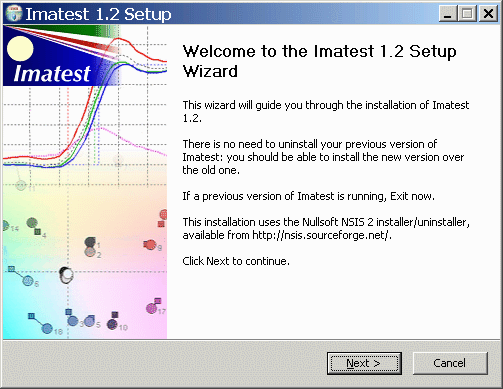 Imatest 1.2 Setup
Imatest
Welcome to the Imatest 1.2 Setup
Wizard
This wizard will guide you through the installation of Imatest
1.2.
There is no need to uninstall your previous version of
Imatest: you should be able to install the new version over
the old one.
If a previous version of Imatest is running, Exit now.
This installation uses the Nullsoft NSIS 2 installer/uninstaller,
available from http://nsis.sourceforge.net/.
Click Next to continue.
11
14
4
1
2
9
6
17
18
3
5
10
Next >
Cancel